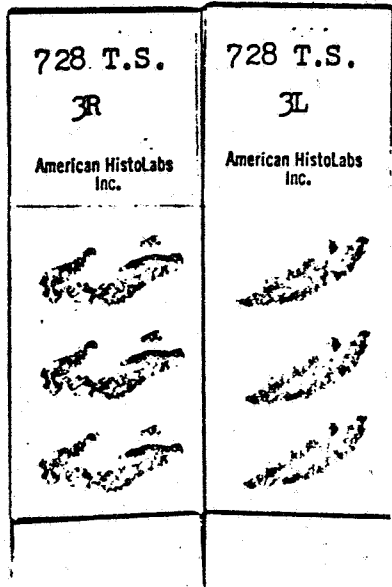 728 T.S.
3R
American HistoLabs
Inc.
728 T.S.
3L
American HistoLabs
Inc.